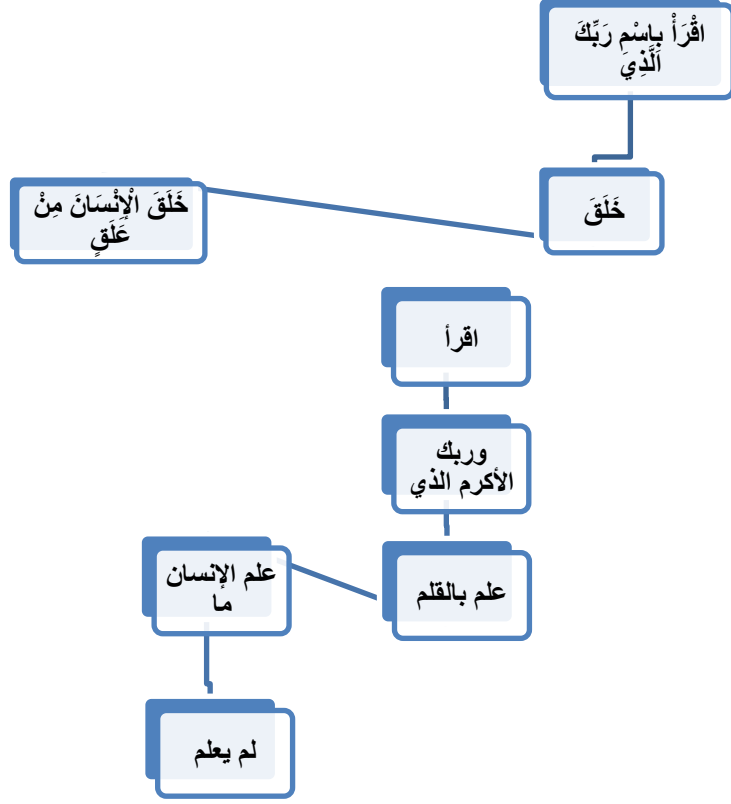 اقْرَأْ بِاسْمِ رَبِّكَ
الَّذِي
خَلَقَ
خَلَقَ الْإِنْسَانَ مِنْ
عَلَقٍ
اقرأ
وربك
الأكرم الذي
علم بالقلم
علم الإنسان
ما
لم يعلم